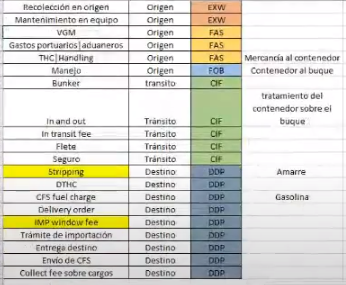 Recolección en origen Origen EXW
Mantenimiento en equipo Origen EXW
VGM Origen FAS
Gastos portuarios|aduaneros Origen FAS
THC|Handling Origen FAS Mercancía al contenedor
Manejo Origen FOB Contenedor al buque
Bunker transito CIF
tratamiento del
contenedor sobre el
In and out Tránsito CIF buque
In transit fee Tránsito CIF
Flete Tránsito CIF
Seguro Tránsito CIF
Stripping Destino DDP Amarre
DTHC Destino DDP
CFS fuel charge Destino DDP Gasolina
Delivery order Destino DDP
IMP window fee Destino DDP
Trámite de importación Destino DDP
Entrega destino Destino DDP
Envío de CFS Destino DDP
Collect fee sobre cargos Destino DDP